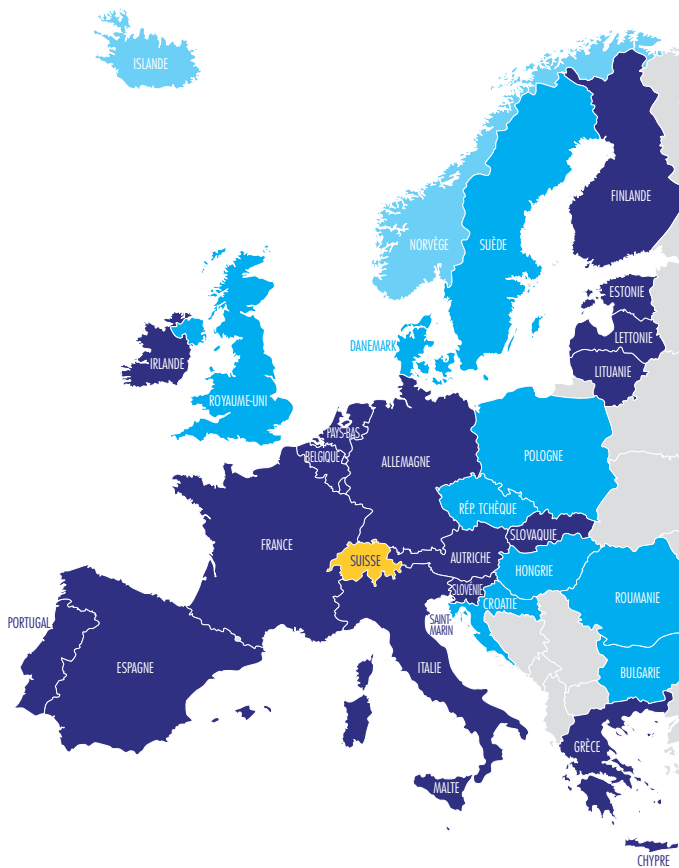 ISLANDE
FINLANDE
NORVÈGE
SUÈDE
ESTONIE
LETTONIE
DANEMARK
IRLANDE
LITUANIE
ROYAUME-UNI
PAYS-BAS
BELGIQUE
ALLEMAGNE
POLOGNE
RÉP. TCHÈQUE
SLOVAQUIE
FRANCE
AUTRICHE
SUISSE
HONGRIE
SLOVÉNIE
ROUMANIE
CROATIE
SAINT-
MARIN
PORTUGAL
ESPAGNE
ITALIE
BULGARIE
GRÈCE
MALTE
CHYPRE